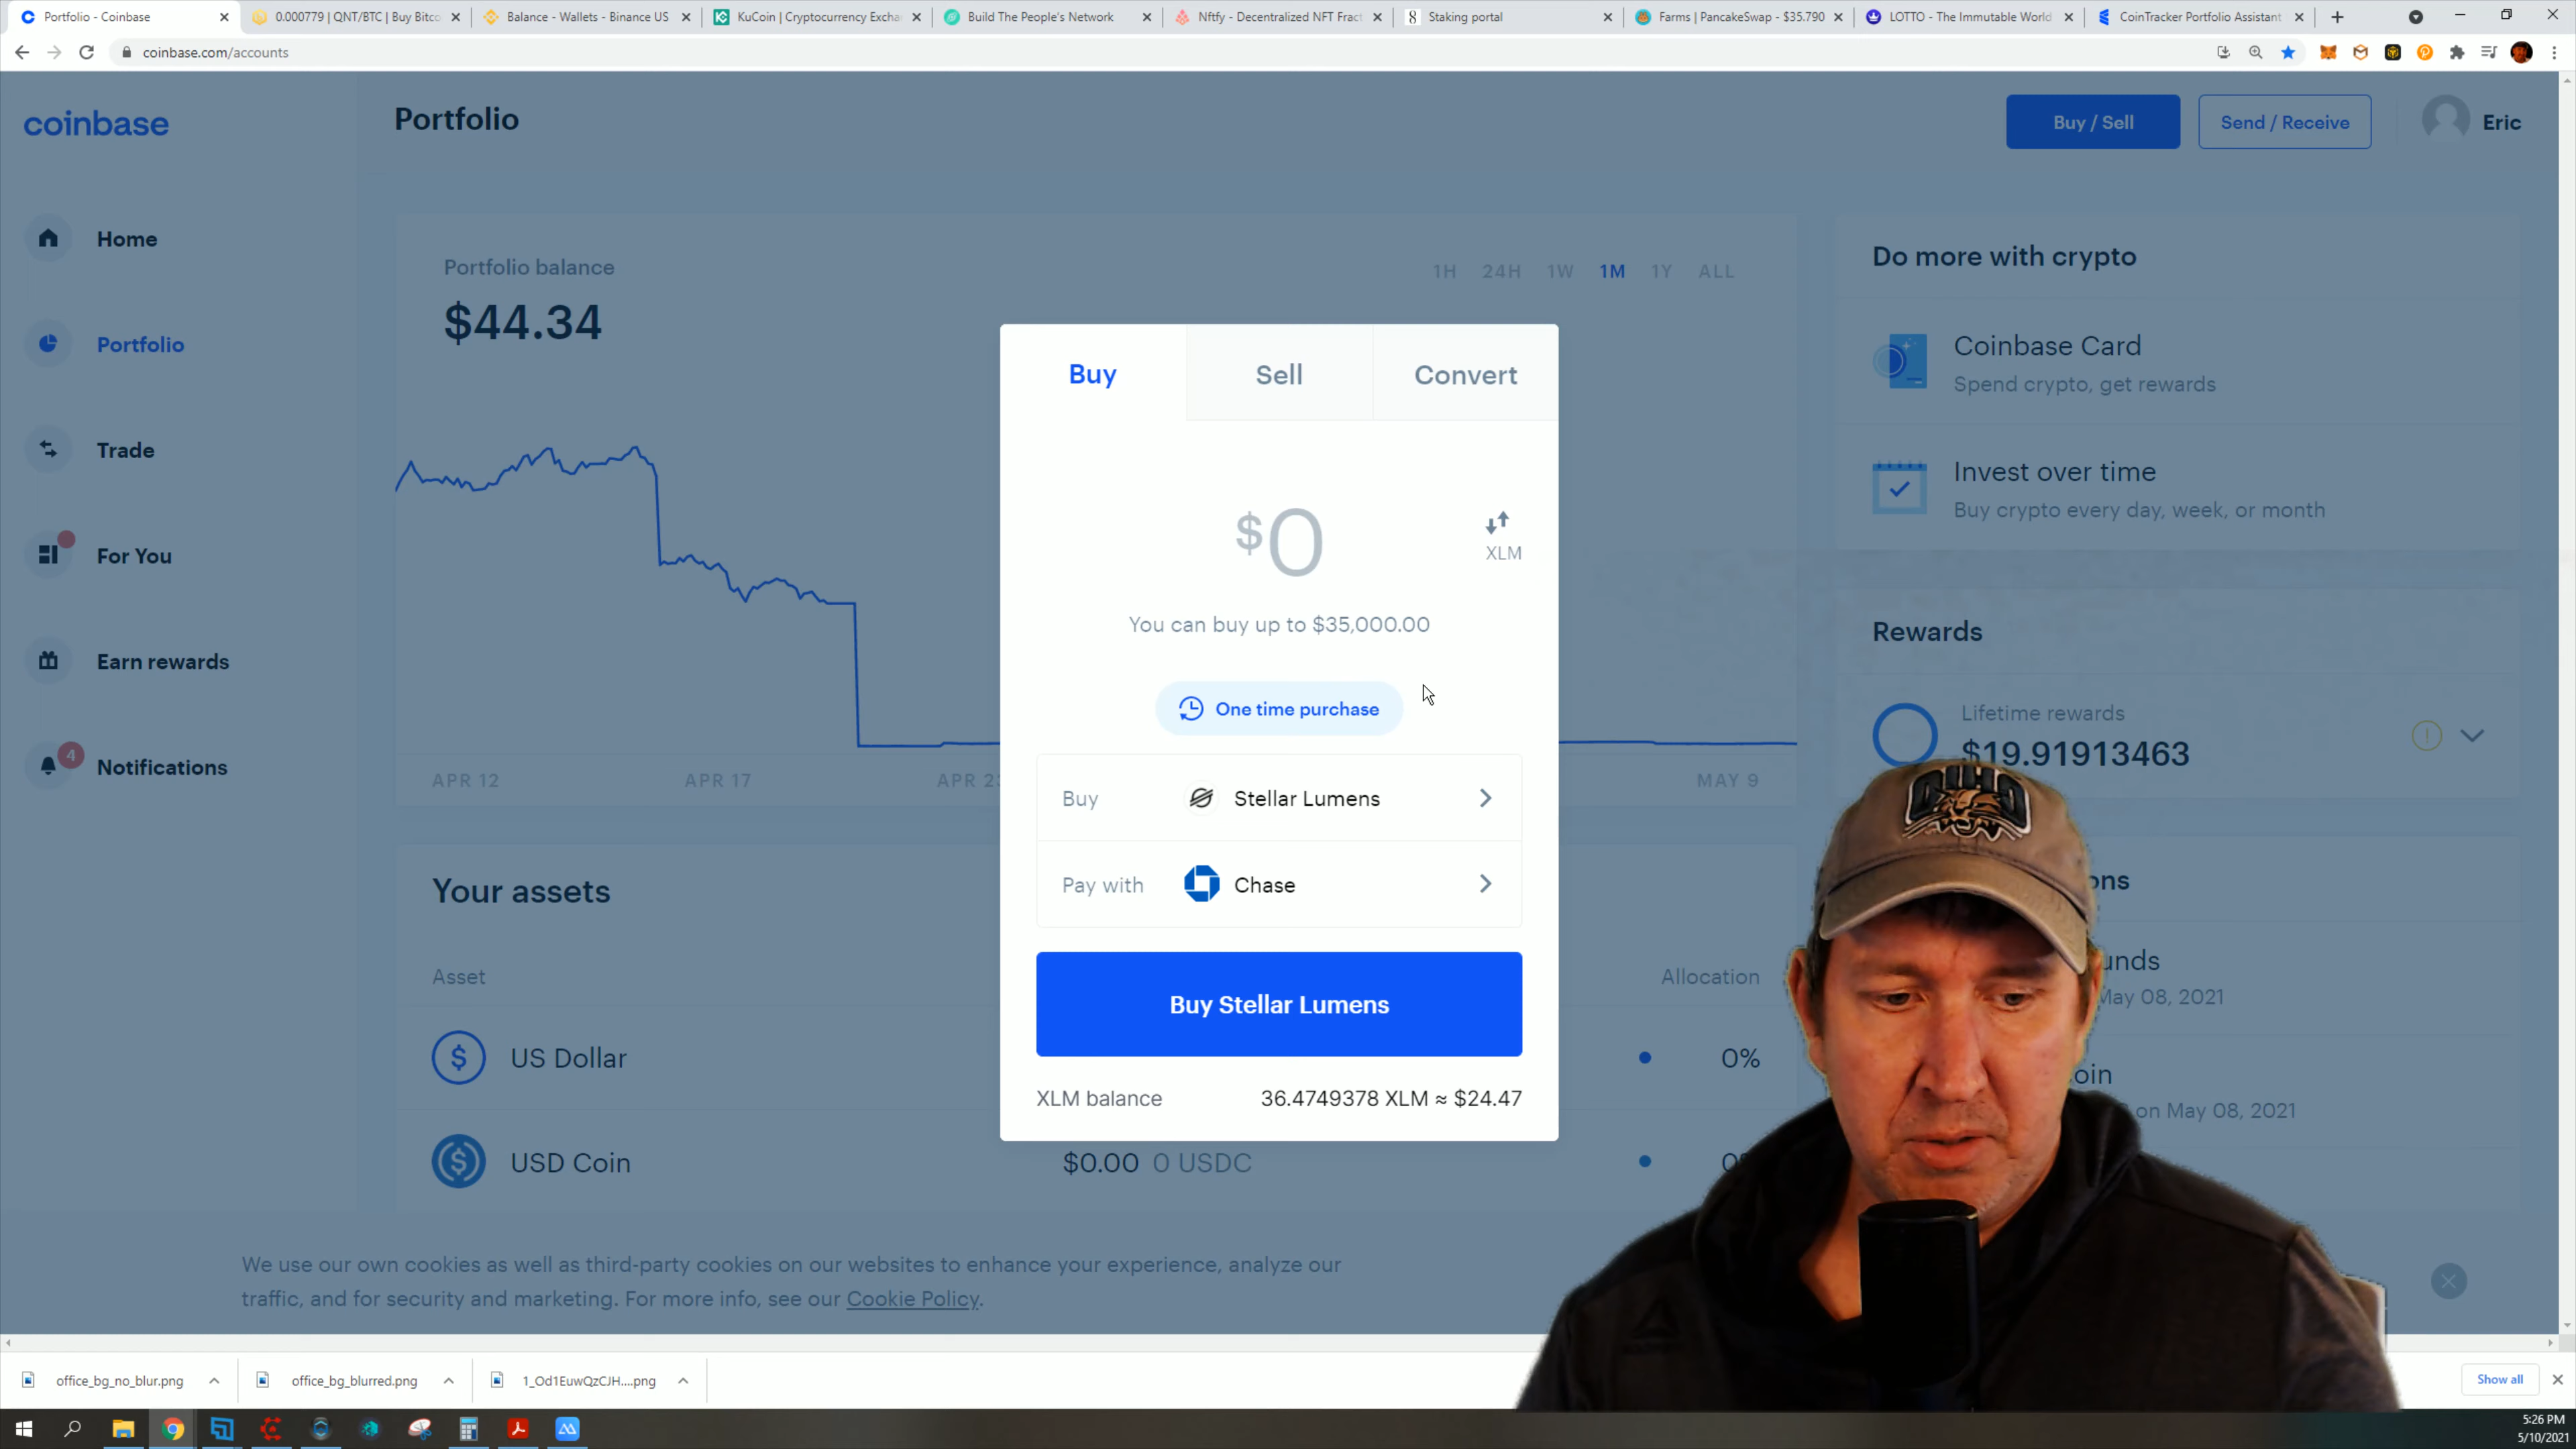 Portfolio - Coinbase
0.000779 | QNT/BTC | Buy Bitco
Balance - Wallets - Binance US
KuCoin | Cryptocurrency Excha
Build The People's Network
Nftfy - Decentralized NFT Fract
Staking portal
Farms | PancakeSwap - $35.790
LOTTO - The Immutable World
CoinTracker Portfolio Assistant
coinbase.com/accounts
coinbase
Portfolio
Buy / Sell
Send / Receive
Eric
Home
Portfolio
Trade
For You
Earn rewards
4
Notifications
Portfolio balance
$44.34
1H 24H 1W 1M 1Y ALL
APR 12 APR 17 APR 2 MAY 9
Buy
Sell
Convert
$0
XLM
You can buy up to $35,000.00
One time purchase
Buy Stellar Lumens
Pay with Chase
Buy Stellar Lumens
XLM balance 36.4749378 XLM ≈ $24.47
Do more with crypto
Coinbase Card
Spend crypto, get rewards
Invest over time
Buy crypto every day, week, or month
Rewards
Lifetime rewards
$19.91913463
ons
unds
May 08, 2021
oin
on May 08, 2021
OHIO
Your assets
Asset
Allocation
US Dollar
0%
USD Coin
$0.00 0 USDC
We use our own cookies as well as third-party cookies on our websites to enhance your experience, analyze our
traffic, and for security and marketing. For more info, see our Cookie Policy.
office_bg_no_blur.png
office_bg_blurred.png
1_Od1EuwQzCJH....png
Show all
5:26 PM
5/10/2021